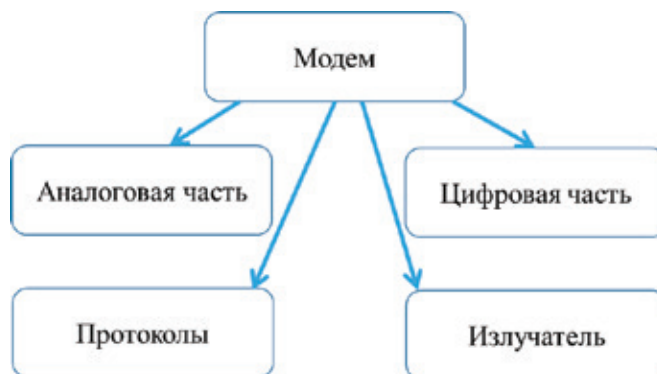 Модем
Аналоговая часть
Цифровая часть
Протоколы
Излучатель